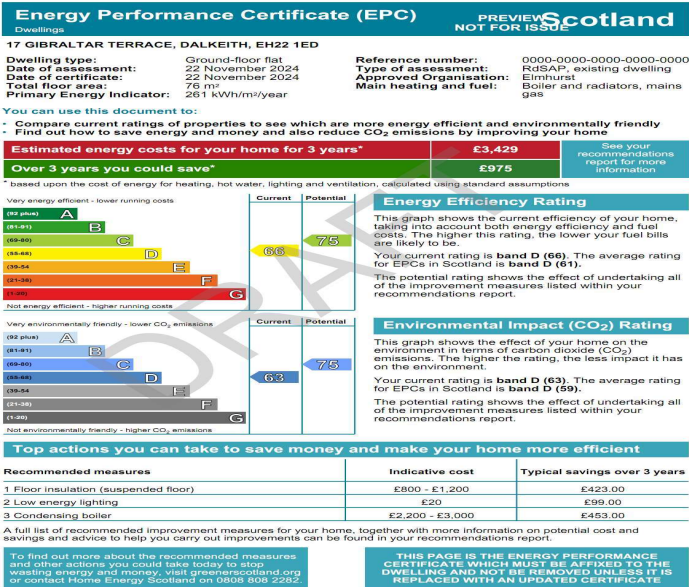 Energy Performance Certificate (EPC)
Dwellings
PREVIEW
NOT FOR ISSUE
Scotland
17 GIBRALTAR TERRACE, DALKEITH, EH22 1ED
Dwelling type: Ground-floor flat
Date of assessment: 22 November 2024
Date of certificate: 22 November 2024
Total floor area: 76 m²
Primary Energy Indicator: 261 kWh/m²/year
Reference number: 0000-0000-0000-0000-0000
Type of assessment: RdSAP, existing dwelling
Approved Organisation: Elmhurst
Main heating and fuel: Boiler and radiators, mains
gas
You can use this document to:
• Compare current ratings of properties to see which are more energy efficient and environmentally friendly
• Find out how to save energy and money and also reduce CO₂ emissions by improving your home
Estimated energy costs for your home for 3 years* £3,429
Over 3 years you could save* £975
See your
recommendations
report for more
information
* based upon the cost of energy for heating, hot water, lighting and ventilation, calculated using standard assumptions
Very energy efficient - lower running costs
Current Potential
(92 plus) A
(81-91) B
(69-80) C 75
(55-68) D 66
(39-54 E
(21-38) F
(1-20) G
Not energy efficient - higher running costs
Energy Efficiency Rating
This graph shows the current efficiency of your home,
taking into account both energy efficiency and fuel
costs. The higher this rating, the lower your fuel bills
are likely to be.
Your current rating is band D (66). The average rating
for EPCs in Scotland is band D (61).
The potential rating shows the effect of undertaking all
of the improvement measures listed within your
recommendations report.
Very environmentally friendly - lower CO₂ emissions
Current Potential
(92 plus) A
(81-91) B
(69-80) C 75
(55-68) D 63
(39-54 E
(21-38) F
(1-20) G
Not environmentally friendly - higher CO₂ emissions
Environmental Impact (CO₂) Rating
This graph shows the effect of your home on the
environment in terms of carbon dioxide (CO₂)
emissions. The higher the rating, the less impact it has
on the environment.
Your current rating is band D (63). The average rating
for EPCs in Scotland is band D (59).
The potential rating shows the effect of undertaking all
of the improvement measures listed within your
recommendations report.
DRAFT
Top actions you can take to save money and make your home more efficient
Recommended measures Indicative cost Typical savings over 3 years
1 Floor insulation (suspended floor) £800 - £1,200 £423.00
2 Low energy lighting £20 £99.00
3 Condensing boiler £2,200 - £3,000 £453.00
A full list of recommended improvement measures for your home, together with more information on potential cost and
savings and advice to help you carry out improvements can be found in your recommendations report.
To find out more about the recommended measures
and other actions you could take today to stop
wasting energy and money, visit greenerscotland.org
or contact Home Energy Scotland on 0808 808 2282.
THIS PAGE IS THE ENERGY PERFORMANCE
CERTIFICATE WHICH MUST BE AFFIXED TO THE
DWELLING AND NOT BE REMOVED UNLESS IT IS
REPLACED WITH AN UPDATED CERTIFICATE